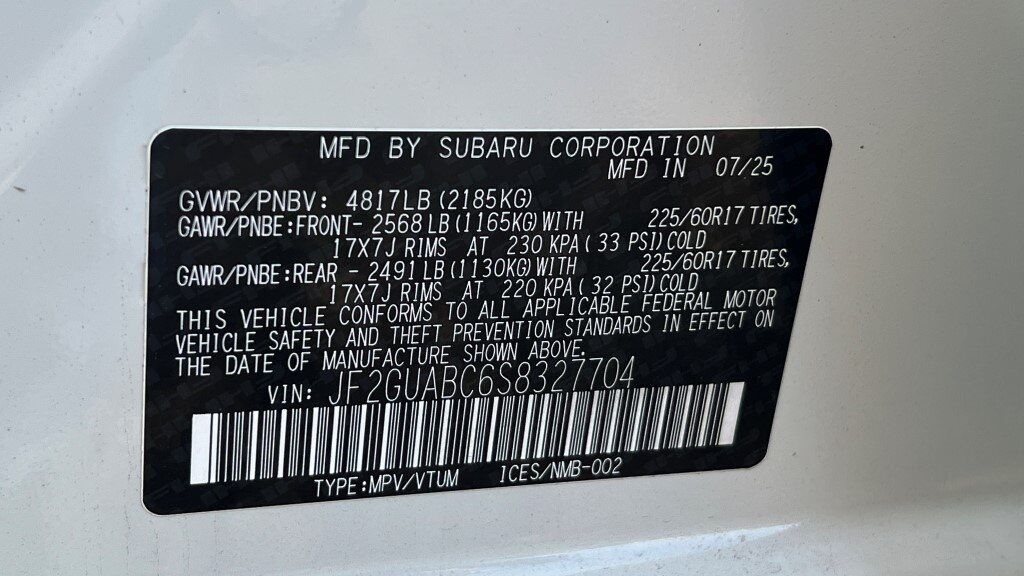 MFD BY SUBARU CORPORATION
MFD IN 07/25
GVWR/PNBV: 4817LB (2185KG)
GAWR/PNBE:FRONT- 2568 LB (1165KG) WITH 225/60R17 TIRES,
17X7J RIMS AT 230 KPA ( 33 PSI) COLD
GAWR/PNBE:REAR - 2491 LB (1130KG) WITH 225/60R17 TIRES,
17X7J RIMS AT 220 KPA ( 32 PSI) COLD
THIS VEHICLE CONFORMS TO ALL APPLICABLE FEDERAL MOTOR
VEHICLE SAFETY AND THEFT PREVENTION STANDARDS IN EFFECT ON
THE DATE OF MANUFACTURE SHOWN ABOVE.
VIN: JF2GUABC6S8327704
TYPE:MPV/VTUM ICES/NMB-002